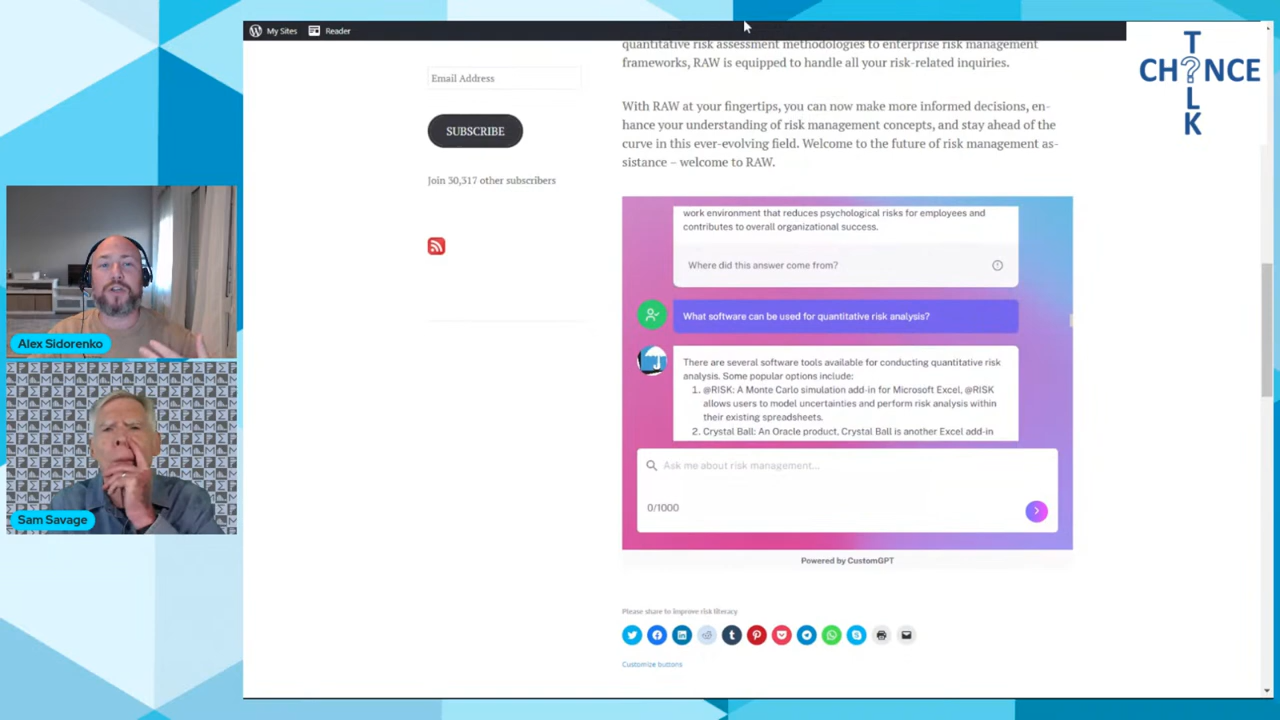 My Sites
Reader
T
CH?NCE
L
K
Email Address
SUBSCRIBE
Join 30,317 other subscribers
quantitative risk assessment methodologies to enterprise risk management
frameworks, RAW is equipped to handle all your risk-related inquiries.
With RAW at your fingertips, you can now make more informed decisions, en-
hance your understanding of risk management concepts, and stay ahead of the
curve in this ever-evolving field. Welcome to the future of risk management as-
sistance – welcome to RAW.
work environment that reduces psychological risks for employees and
contributes to overall organizational success.
Where did this answer come from?
What software can be used for quantitative risk analysis?
There are several software tools available for conducting quantitative risk
analysis. Some popular options include:
1. @RISK: A Monte Carlo simulation add-in for Microsoft Excel, @RISK
allows users to model uncertainties and perform risk analysis within
their existing spreadsheets.
2. Crystal Ball: An Oracle product, Crystal Ball is another Excel add-in
Ask me about risk management...
0/1000
Powered by CustomGPT
Please share to improve risk literacy
Customize buttons
Alex Sidorenko
Sam Savage